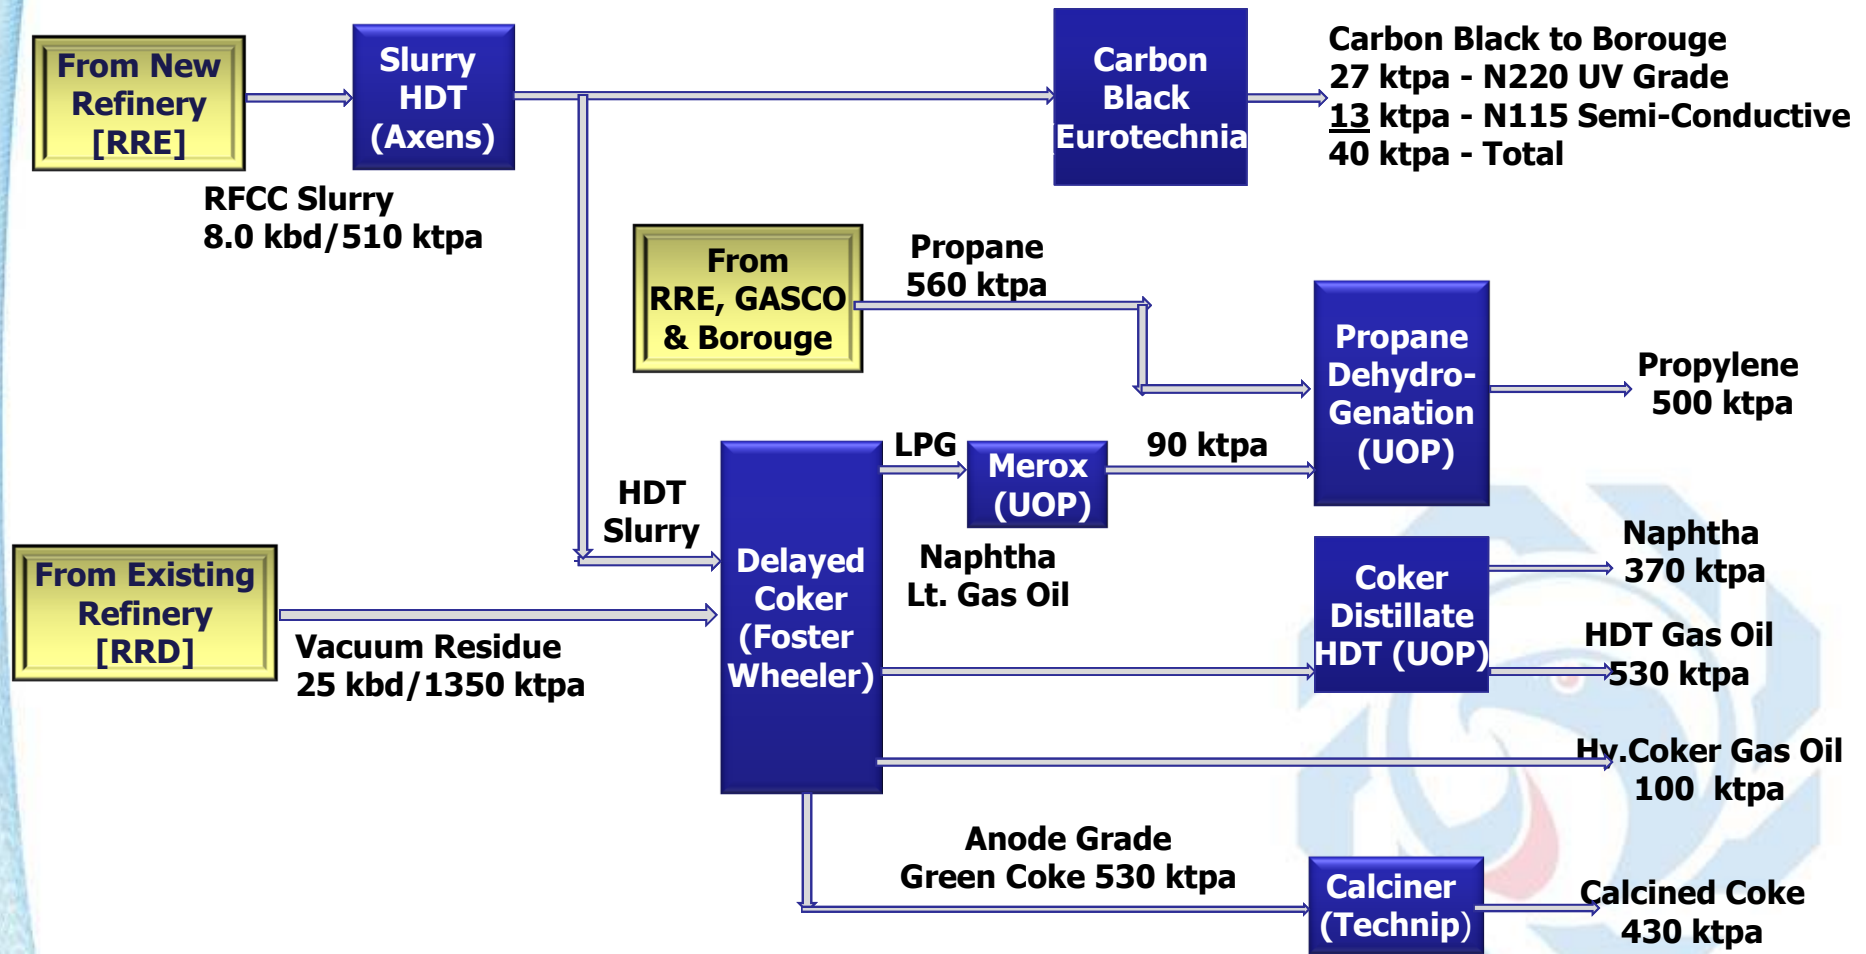 From New
Refinery
[RRE]
Slurry
HDT
(Axens)
Carbon
Black
Eurotechnia
Carbon Black to Borouge
27 ktpa - N220 UV Grade
13 ktpa - N115 Semi-Conductive
40 ktpa - Total
RFCC Slurry
8.0 kbd/510 ktpa
From
RRE, GASCO
& Borouge
Propane
560 ktpa
Propane
Dehydro-
Genation
(UOP)
Propylene
500 ktpa
LPG
Merox
(UOP)
90 ktpa
HDT
Slurry
From Existing
Refinery
[RRD]
Vacuum Residue
25 kbd/1350 ktpa
Delayed
Coker
(Foster
Wheeler)
Naphtha
Lt. Gas Oil
Coker
Distillate
HDT (UOP)
Naphtha
370 ktpa
HDT Gas Oil
530 ktpa
Hv.Coker Gas Oil
100 ktpa
Anode Grade
Green Coke 530 ktpa
Calciner
(Technip)
Calcined Coke
430 ktpa